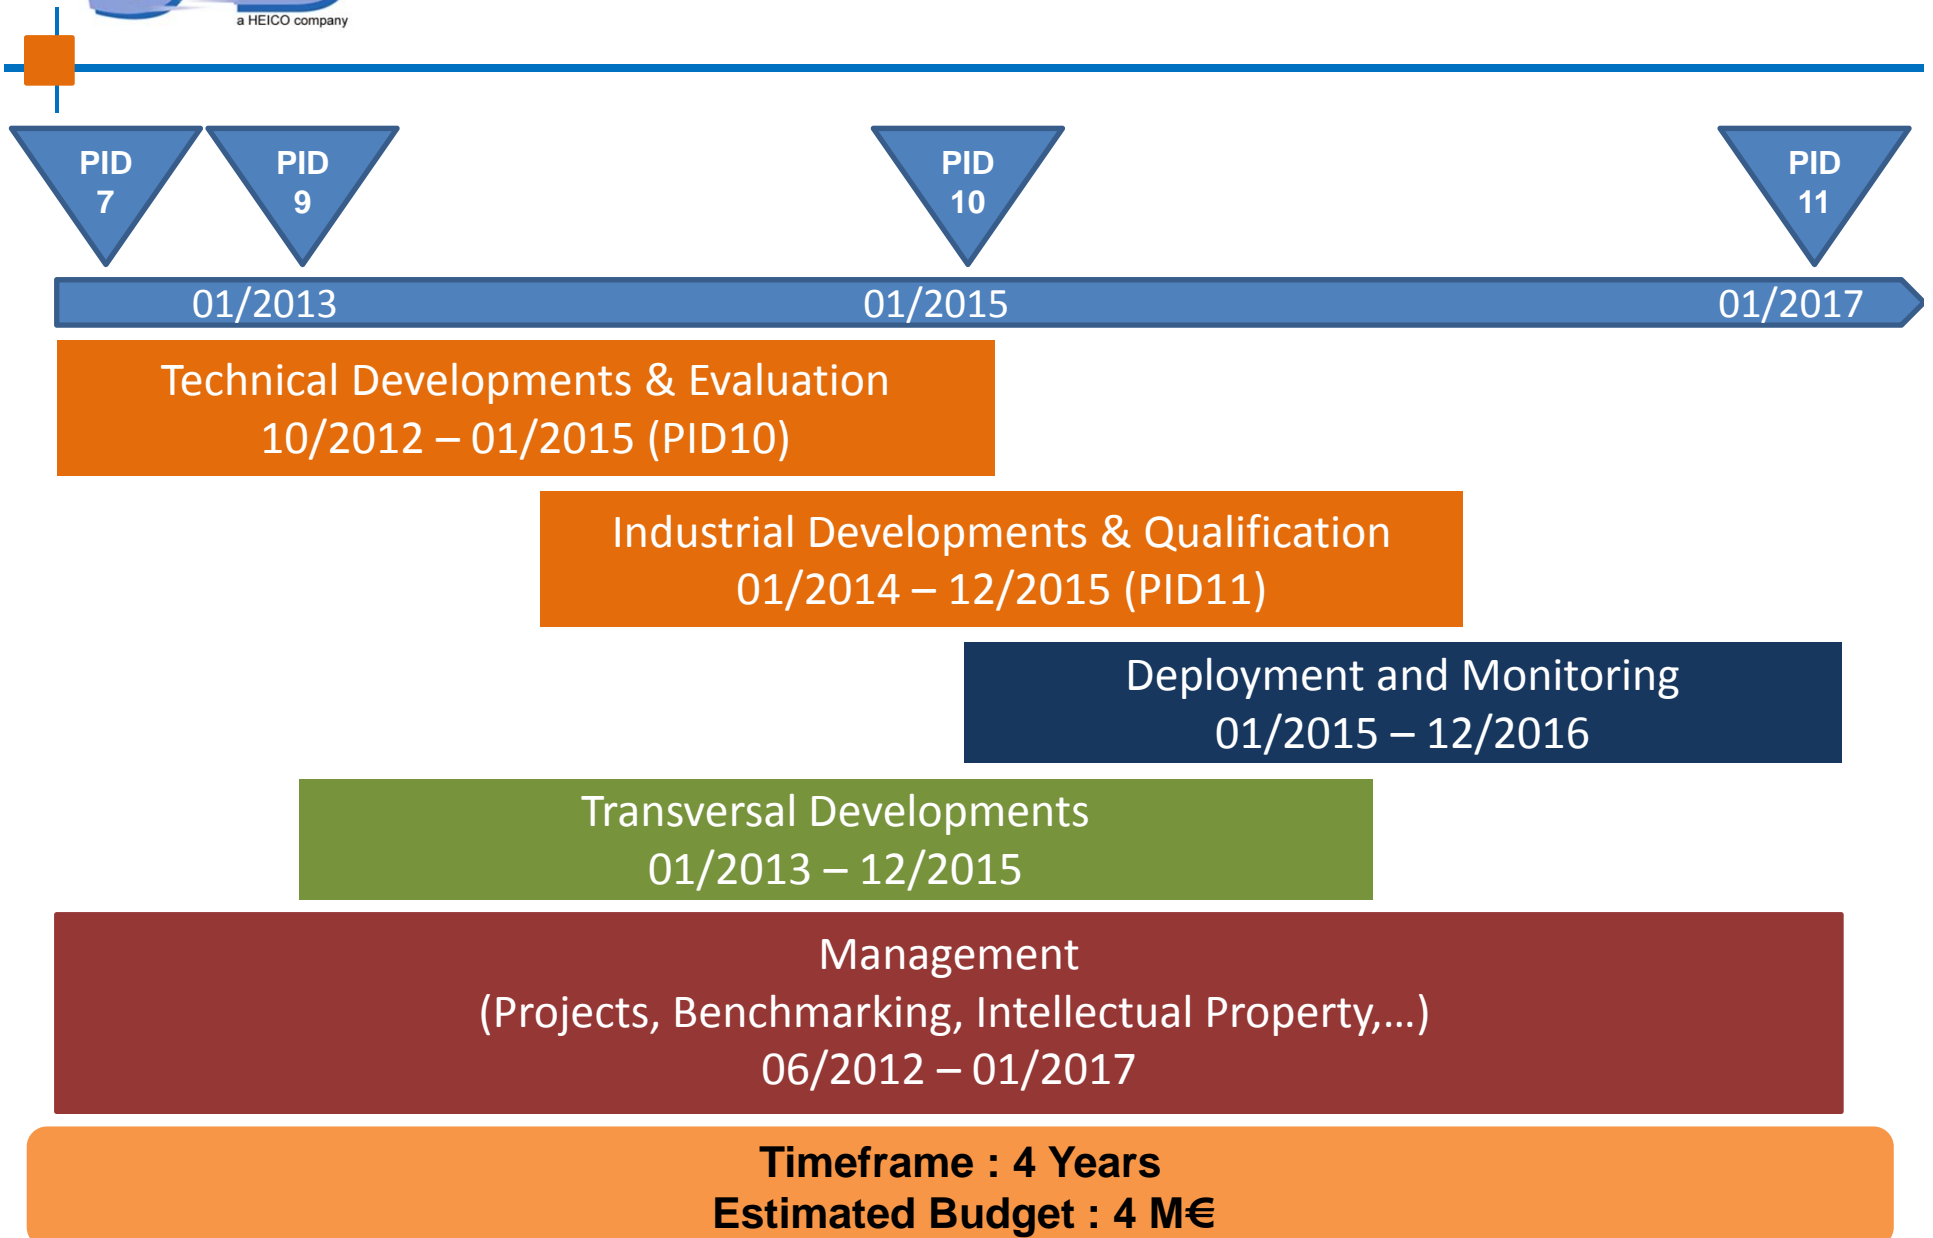 a HEICO company
PID
7
PID
9
PID
10
PID
11
01/2013
01/2015
01/2017
Technical Developments & Evaluation
10/2012 – 01/2015 (PID10)
Industrial Developments & Qualification
01/2014 – 12/2015 (PID11)
Deployment and Monitoring
01/2015 – 12/2016
Transversal Developments
01/2013 – 12/2015
Management
(Projects, Benchmarking, Intellectual Property,…)
06/2012 – 01/2017
Timeframe : 4 Years
Estimated Budget : 4 M€